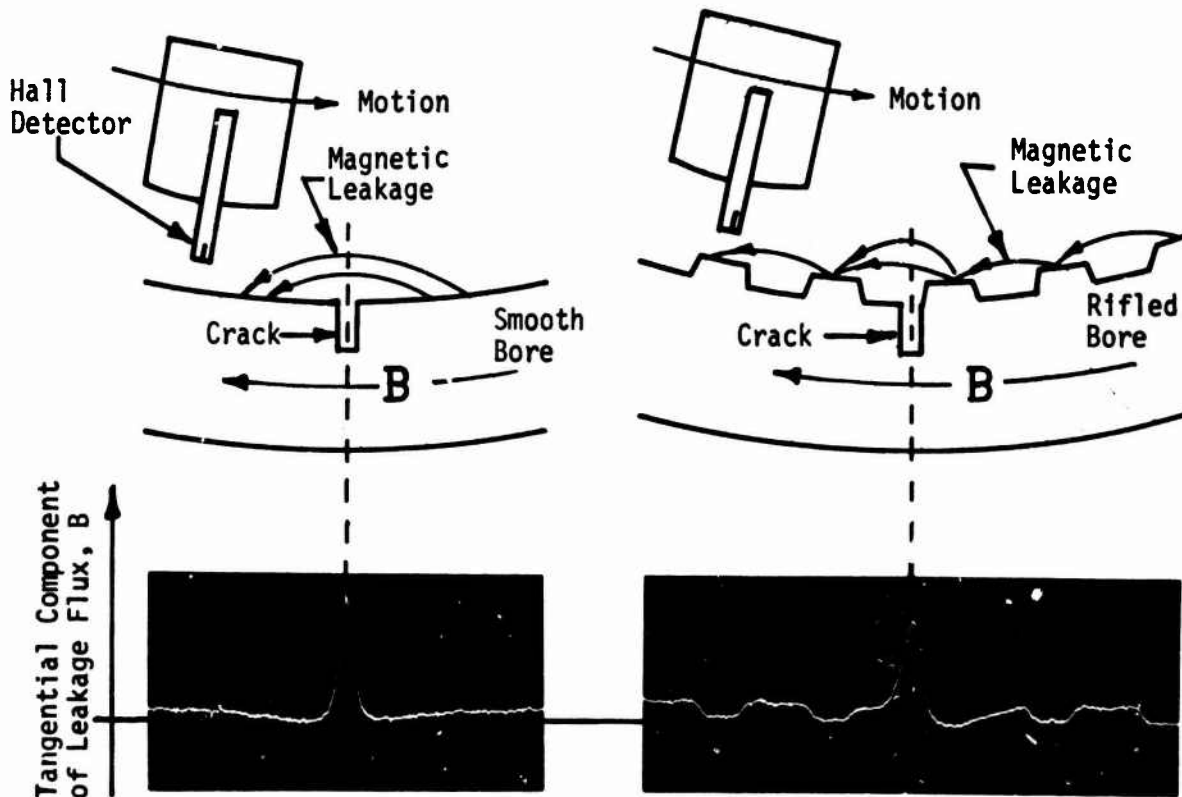 Hall
Detector
Motion
Magnetic
Leakage
Crack
Smooth
Bore
B
Motion
Magnetic
Leakage
Crack
Rifled
Bore
B
Tangential Component
of Leakage Flux, B